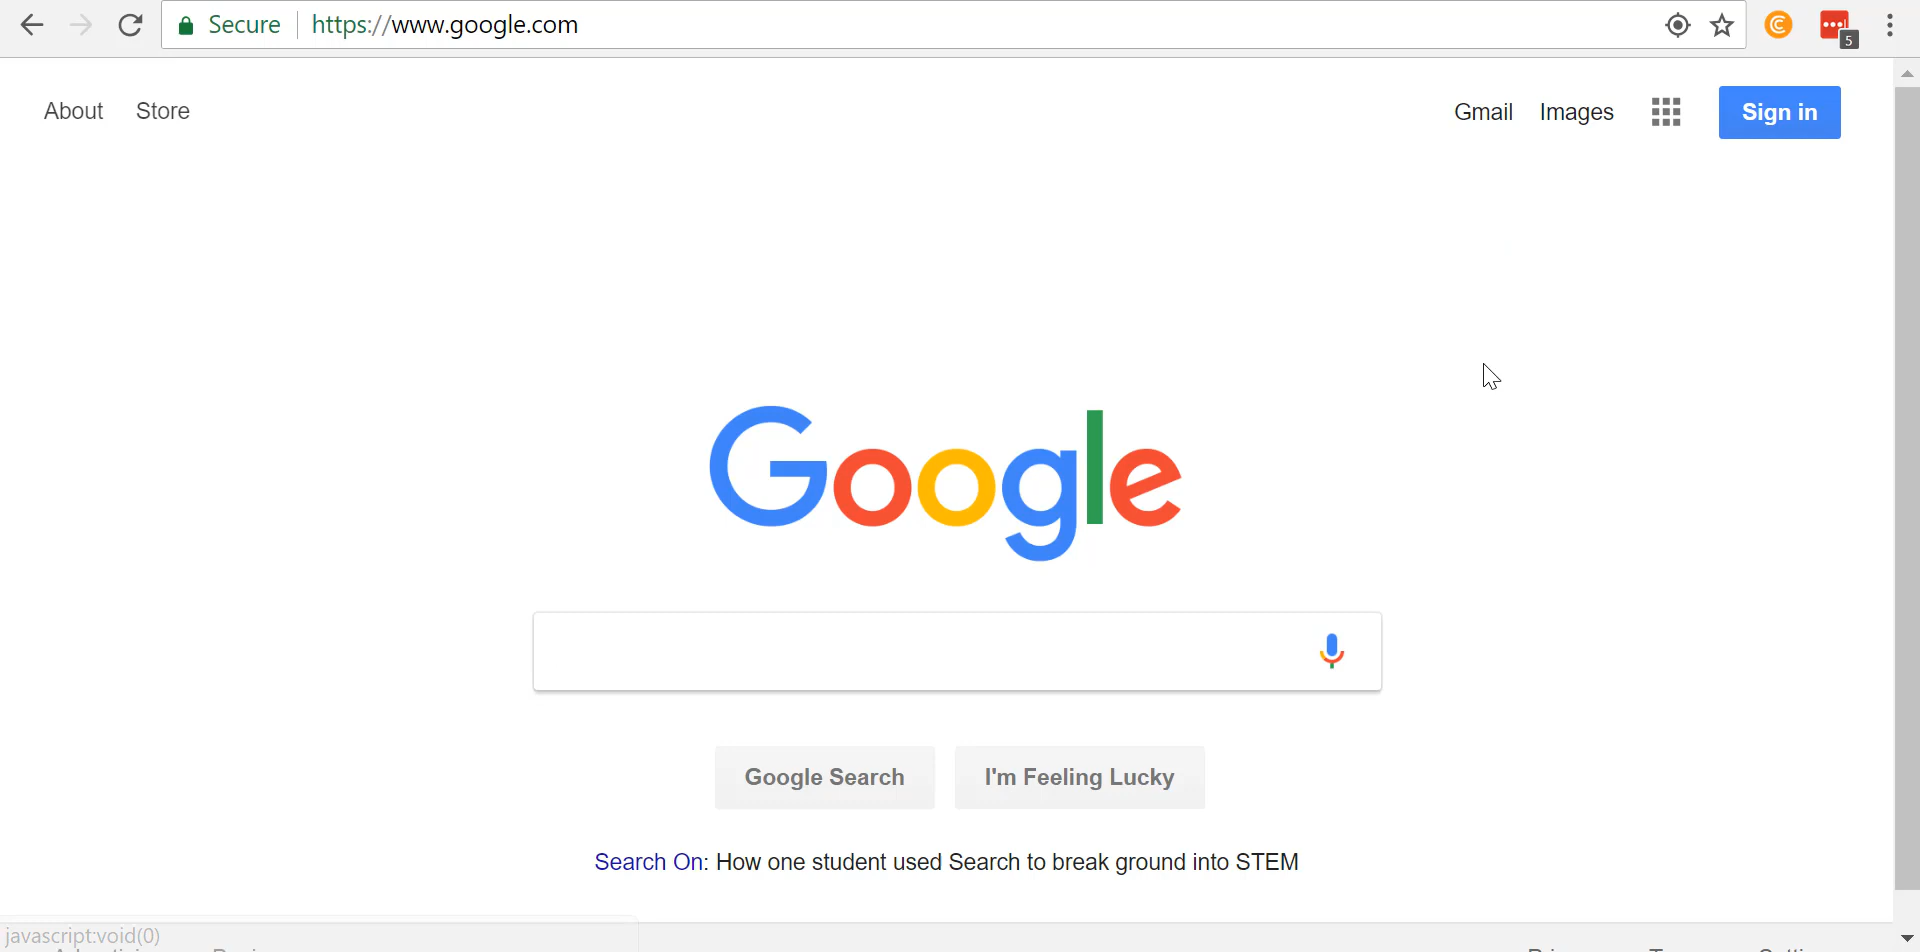 Secure https://www.google.com
5
About Store Gmail Images Sign in
Google
Google Search I'm Feeling Lucky
Search On: How one student used Search to break ground into STEM
javascript:void(0)